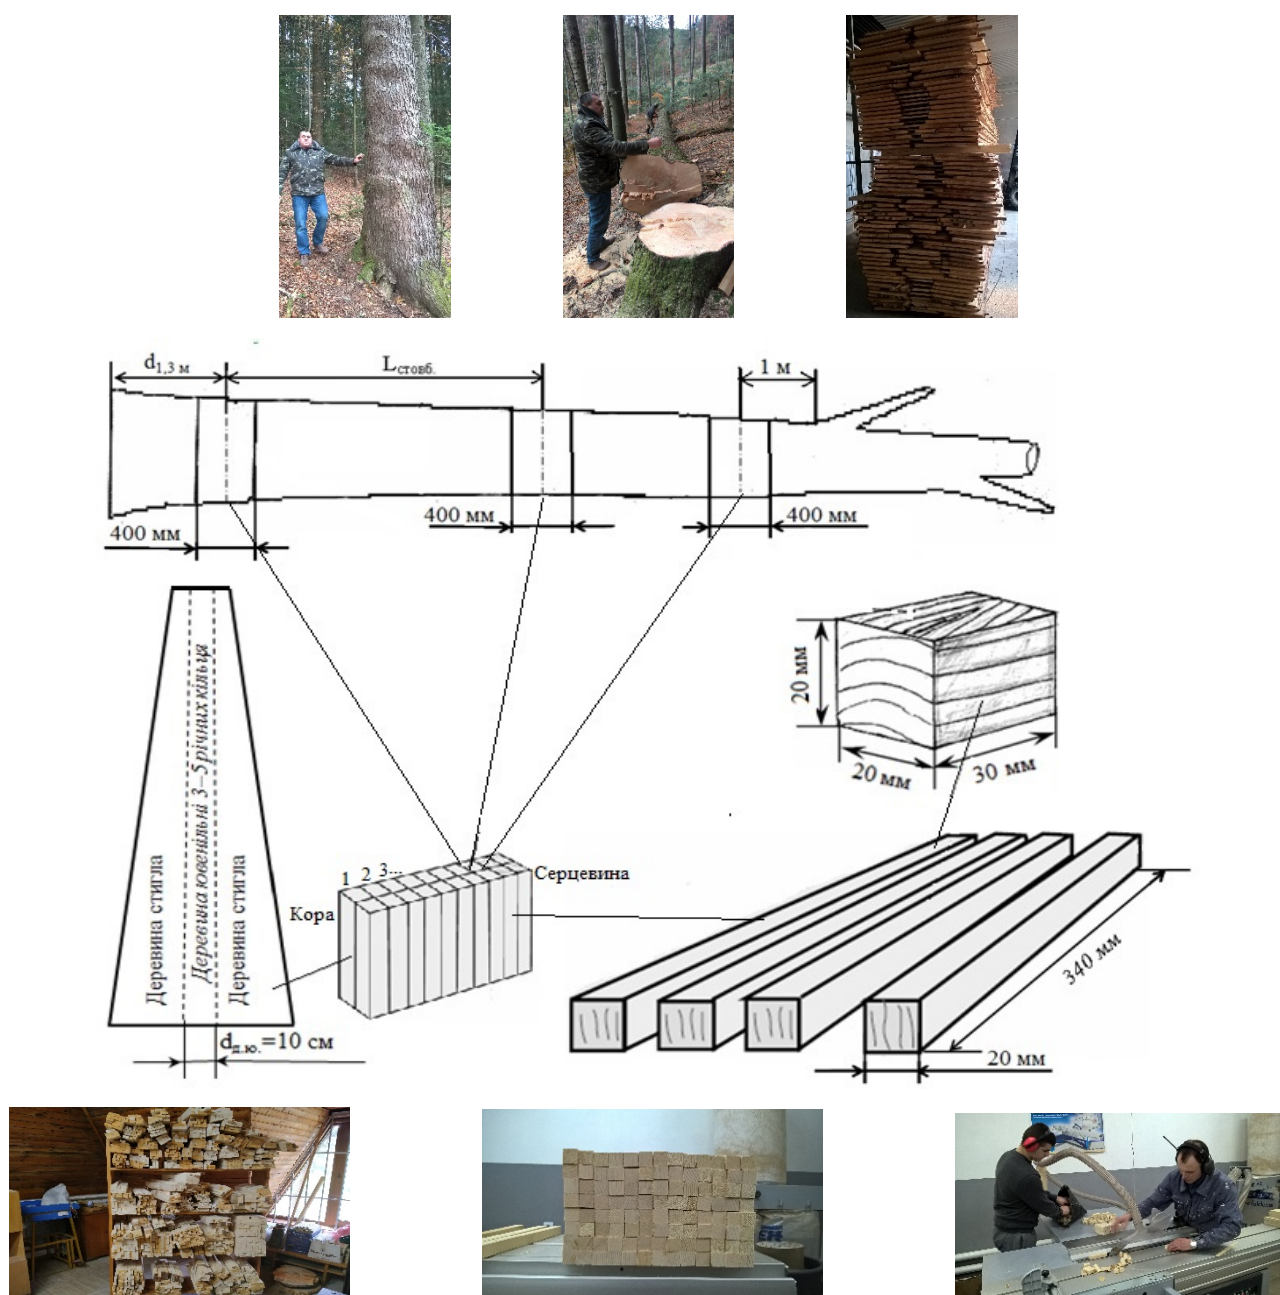 d1,3 м
Lстовб.
1 м
400 мм
400 мм
400 мм
Деревина стигла
Деревина ювенільні 3–5 річних кільця
Деревина стигла
dд.ю.=10 см
1 2 3...
Кора
Серцевина
20 мм
20 мм
30 мм
340 мм
20 мм